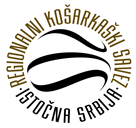 REGIONALNI KOŠARKAŠKI SAVEZ
ISTOČNA SRBIJA